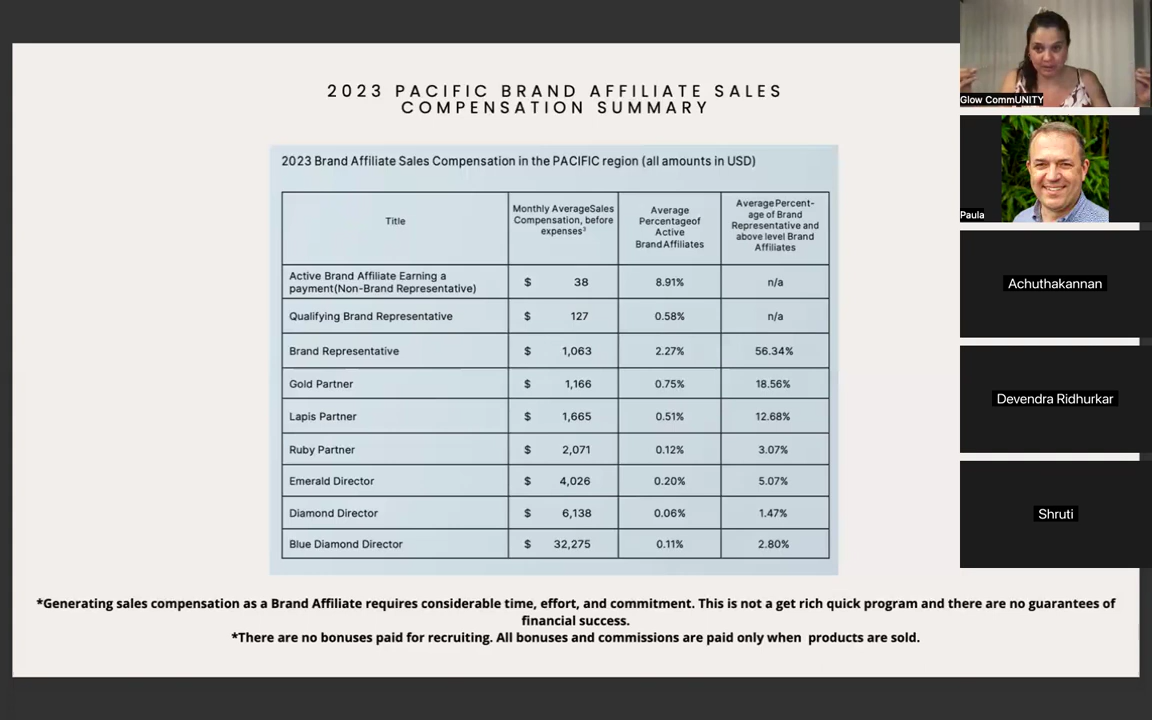 2023 PACIFIC BRAND AFFILIATE SALES
COMPENSATION SUMMARY
2023 Brand Affiliate Sales Compensation in the PACIFIC region (all amounts in USD)
Title
Monthly AverageSales
Compensation, before
expenses³
Average
Percentageof
Active
BrandAffiliates
AveragePercent-
age of Brand
Representative and
above level Brand
Affiliates
Active Brand Affiliate Earning a
payment(Non-Brand Representative)
$ 38 8.91% n/a
Qualifying Brand Representative $ 127 0.58% n/a
Brand Representative $ 1,063 2.27% 56.34%
Gold Partner $ 1,166 0.75% 18.56%
Lapis Partner $ 1,665 0.51% 12.68%
Ruby Partner $ 2,071 0.12% 3.07%
Emerald Director $ 4,026 0.20% 5.07%
Diamond Director $ 6,138 0.06% 1.47%
Blue Diamond Director $ 32,275 0.11% 2.80%
*Generating sales compensation as a Brand Affiliate requires considerable time, effort, and commitment. This is not a get rich quick program and there are no guarantees of
financial success.
*There are no bonuses paid for recruiting. All bonuses and commissions are paid only when products are sold.
Glow CommUNITY
Paula
Achuthakannan
Devendra Ridhurkar
Shruti